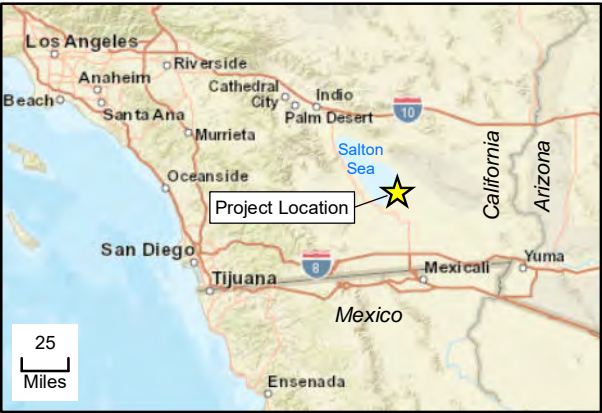 Los Angeles
Riverside
Anaheim
Cathedral
City
Indio
Beach
Santa Ana
Palm Desert
10
Murrieta
Salton
Sea
California
Arizona
Oceanside
Project Location
San Diego
8
Yuma
Tijuana
Mexicali
Mexico
25
Miles
Ensenada